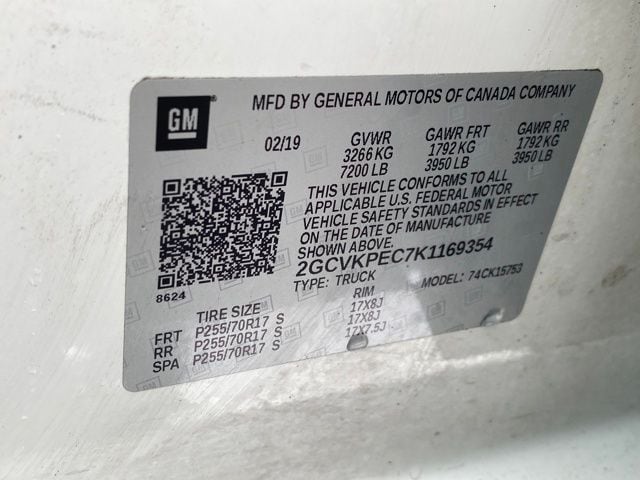 GM
MFD BY GENERAL MOTORS OF CANADA COMPANY
02/19 GVWR GAWR FRT GAWR RR
3266 KG 1792 KG 1792 KG
7200 LB 3950 LB 3950 LB
THIS VEHICLE CONFORMS TO ALL
APPLICABLE U.S. FEDERAL MOTOR
VEHICLE SAFETY STANDARDS IN EFFECT
ON THE DATE OF MANUFACTURE
SHOWN ABOVE.
2GCVKPEC7K1169354
TYPE: TRUCK MODEL: 74CK15753
8624
TIRE SIZE RIM
FRT P255/70R17 S 17X8J
RR P255/70R17 S 17X8J
SPA P255/70R17 S 17X7.5J